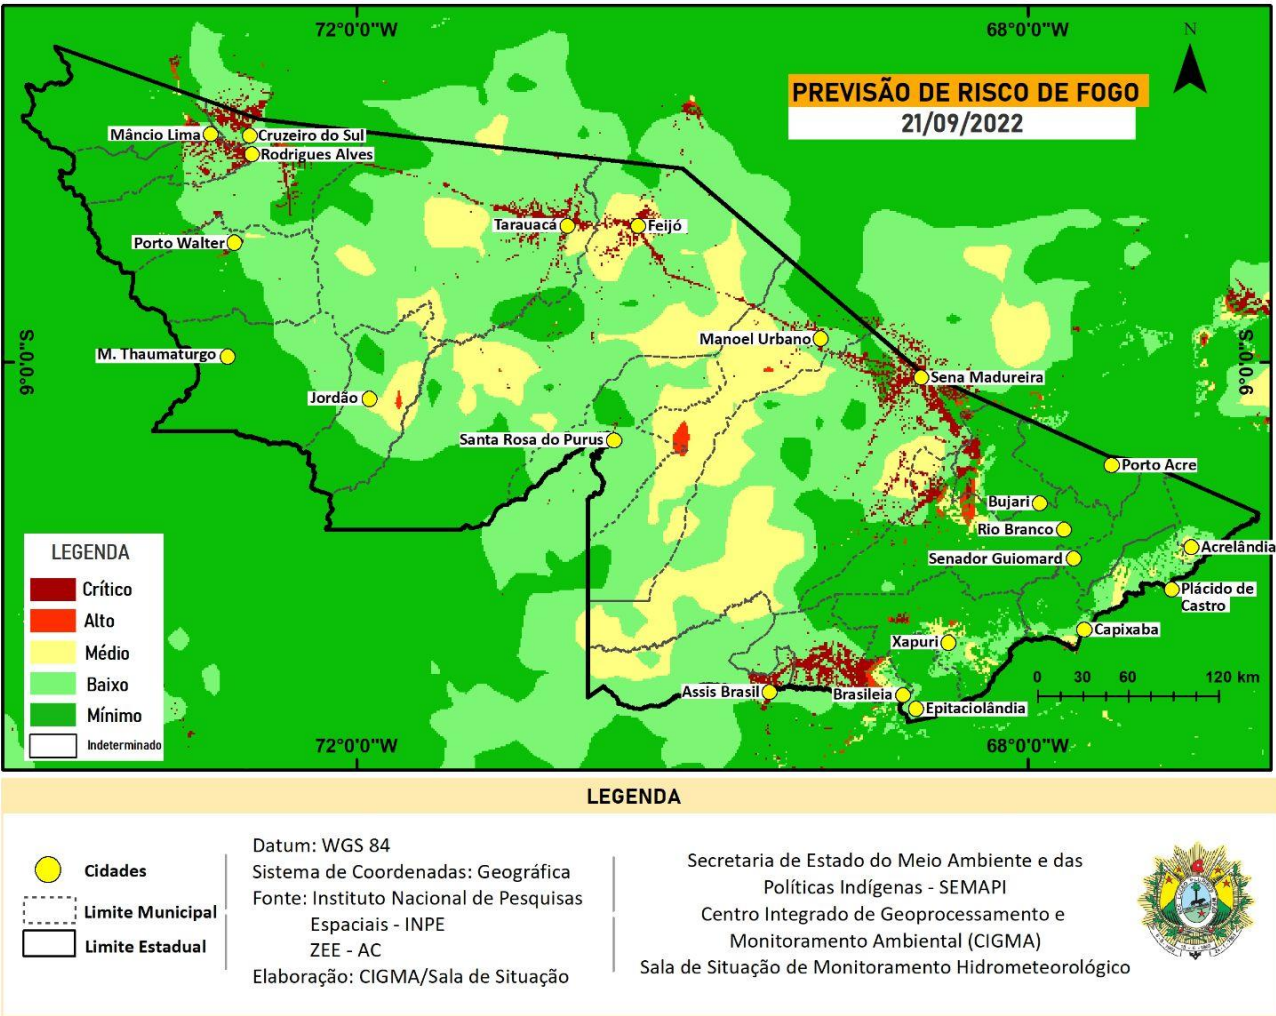 72°0'0"W
68°0'0"W
N
PREVISÃO DE RISCO DE FOGO
21/09/2022
Mâncio Lima
Cruzeiro do Sul
Rodrigues Alves
Tarauacá
Feijó
Porto Walter
Manoel Urbano
M. Thaumaturgo
9°0'0"S
9°0'0"S
Sena Madureira
Jordão
Santa Rosa do Purus
Porto Acre
Bujari
Rio Branco
Acrelândia
Senador Guiomard
Plácido de
Castro
Capixaba
Xapuri
Assis Brasil
Brasileia
Epitaciolândia
0 30 60 120 km
LEGENDA
Crítico
Alto
Médio
Baixo
Mínimo
Indeterminado
72°0'0"W
68°0'0"W
LEGENDA
Cidades
Limite Municipal
Limite Estadual
Datum: WGS 84
Sistema de Coordenadas: Geográfica
Fonte: Instituto Nacional de Pesquisas
Espaciais - INPE
ZEE - AC
Elaboração: CIGMA/Sala de Situação
Secretaria de Estado do Meio Ambiente e das
Políticas Indígenas - SEMAPI
Centro Integrado de Geoprocessamento e
Monitoramento Ambiental (CIGMA)
Sala de Situação de Monitoramento Hidrometeorológico